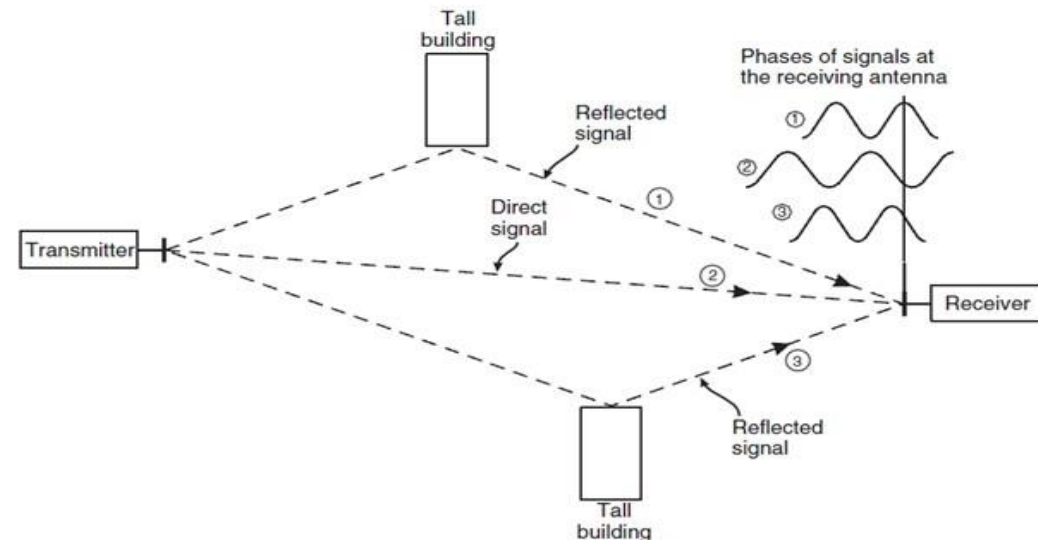 Tall
building
Phases of signals at
the receiving antenna
①
②
③
Reflected
signal
①
Direct
signal
Transmitter
②
Receiver
③
Reflected
signal
Tall
building